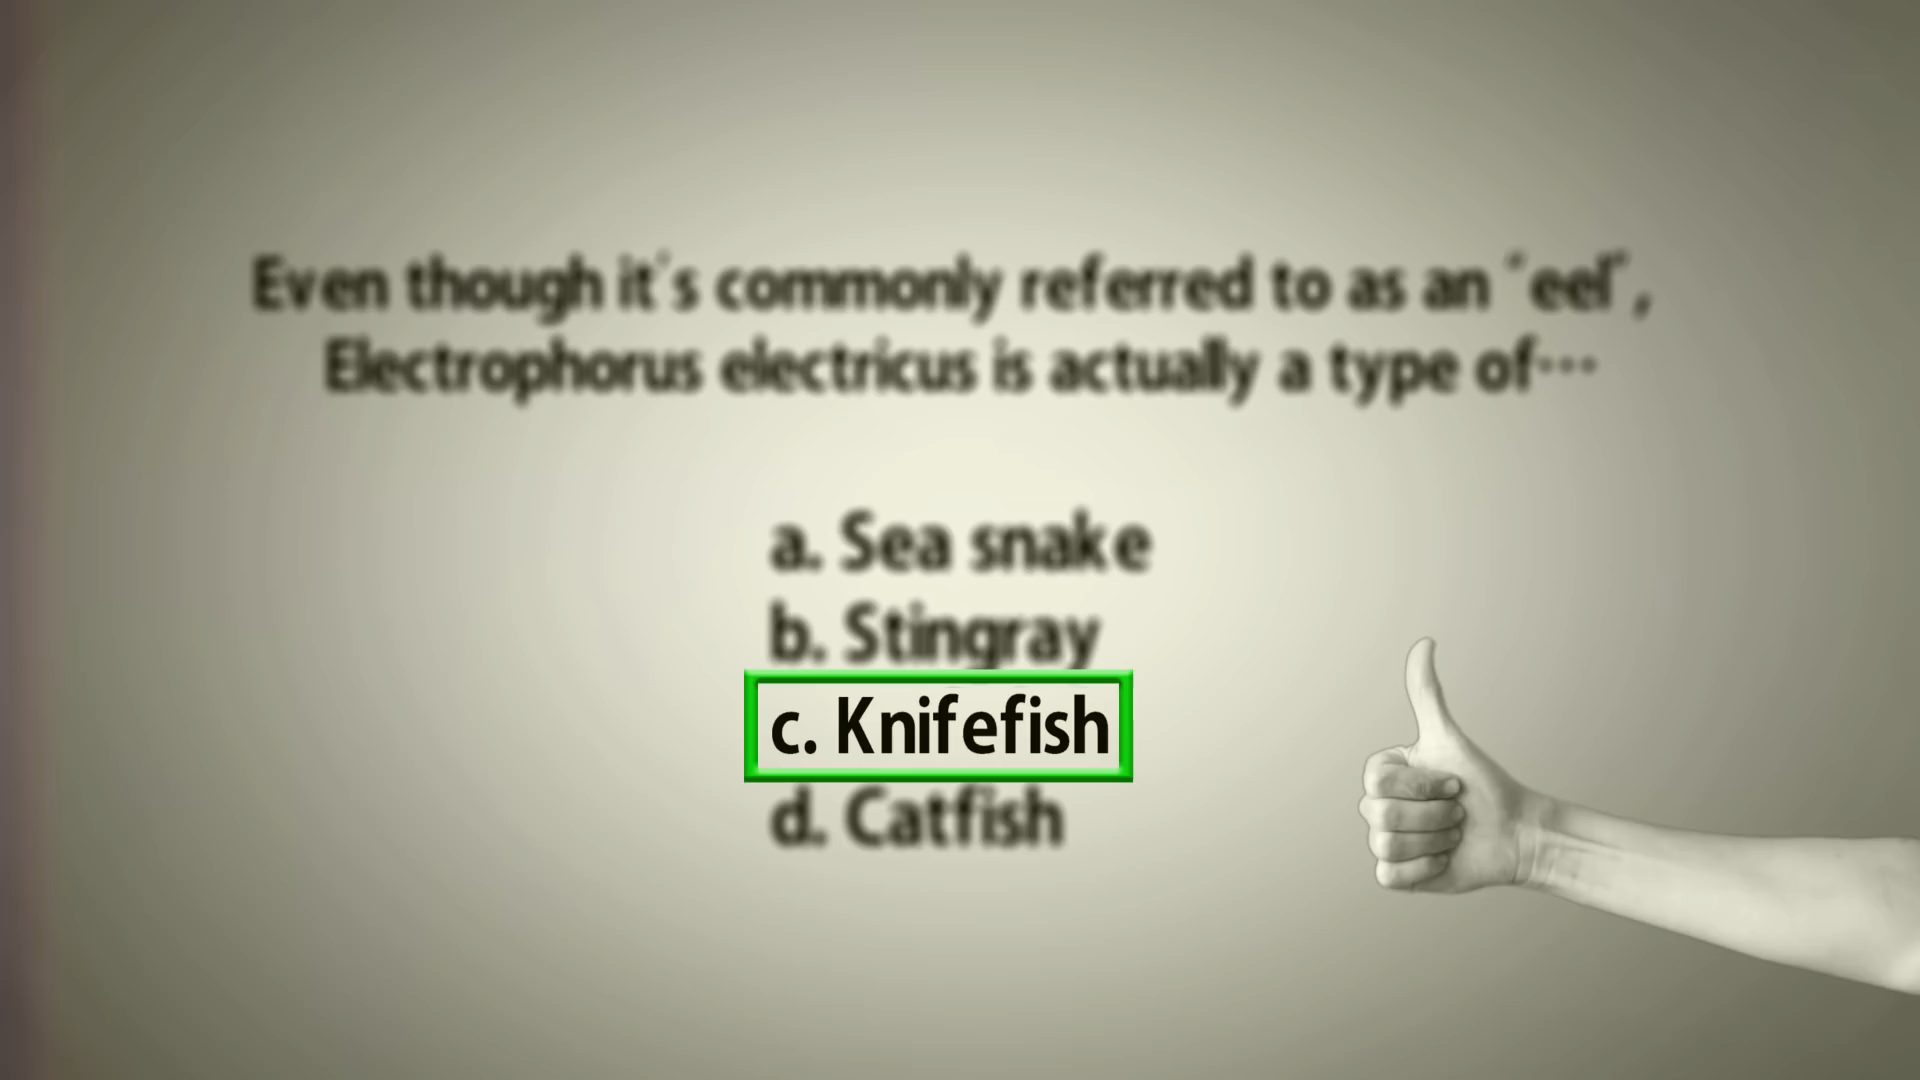 Even though it's commonly referred to as an "eel",
Electrophorus electricus is actually a type of…
a. Sea snake
b. Stingray
c. Knifefish
d. Catfish